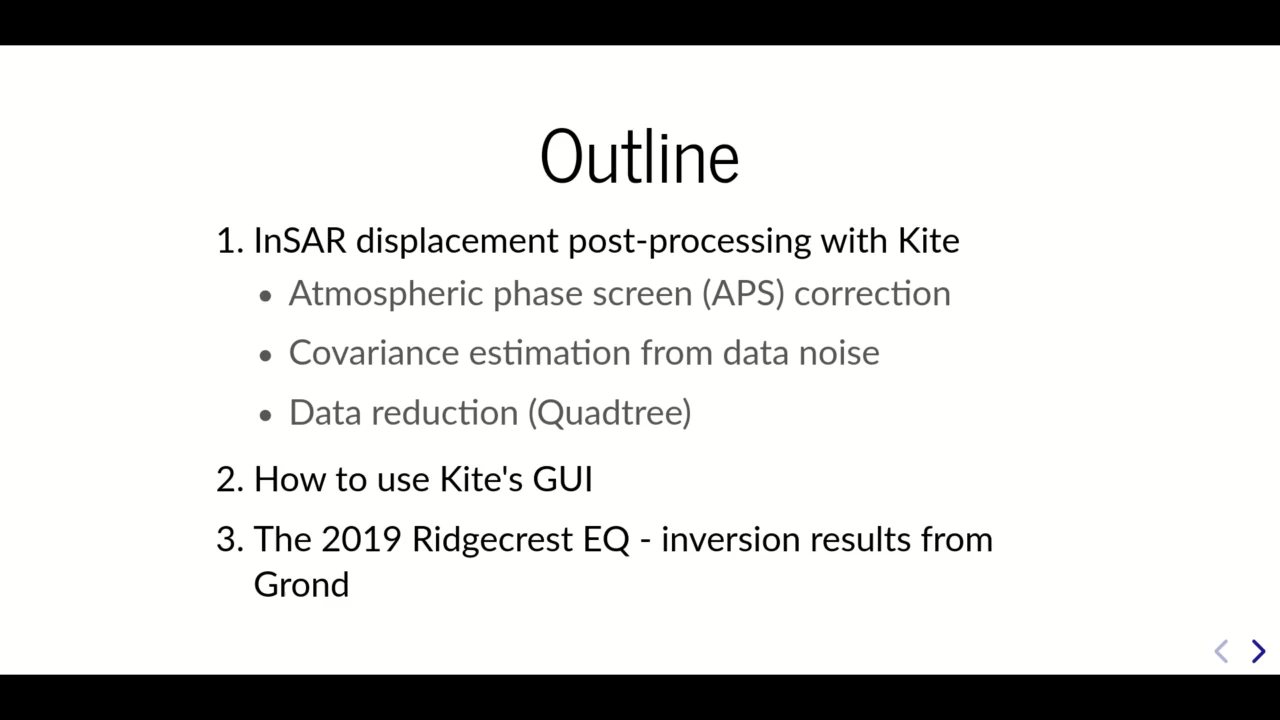 Outline
1. InSAR displacement post-processing with Kite
• Atmospheric phase screen (APS) correction
• Covariance estimation from data noise
• Data reduction (Quadtree)
2. How to use Kite's GUI
3. The 2019 Ridgecrest EQ - inversion results from
Grond